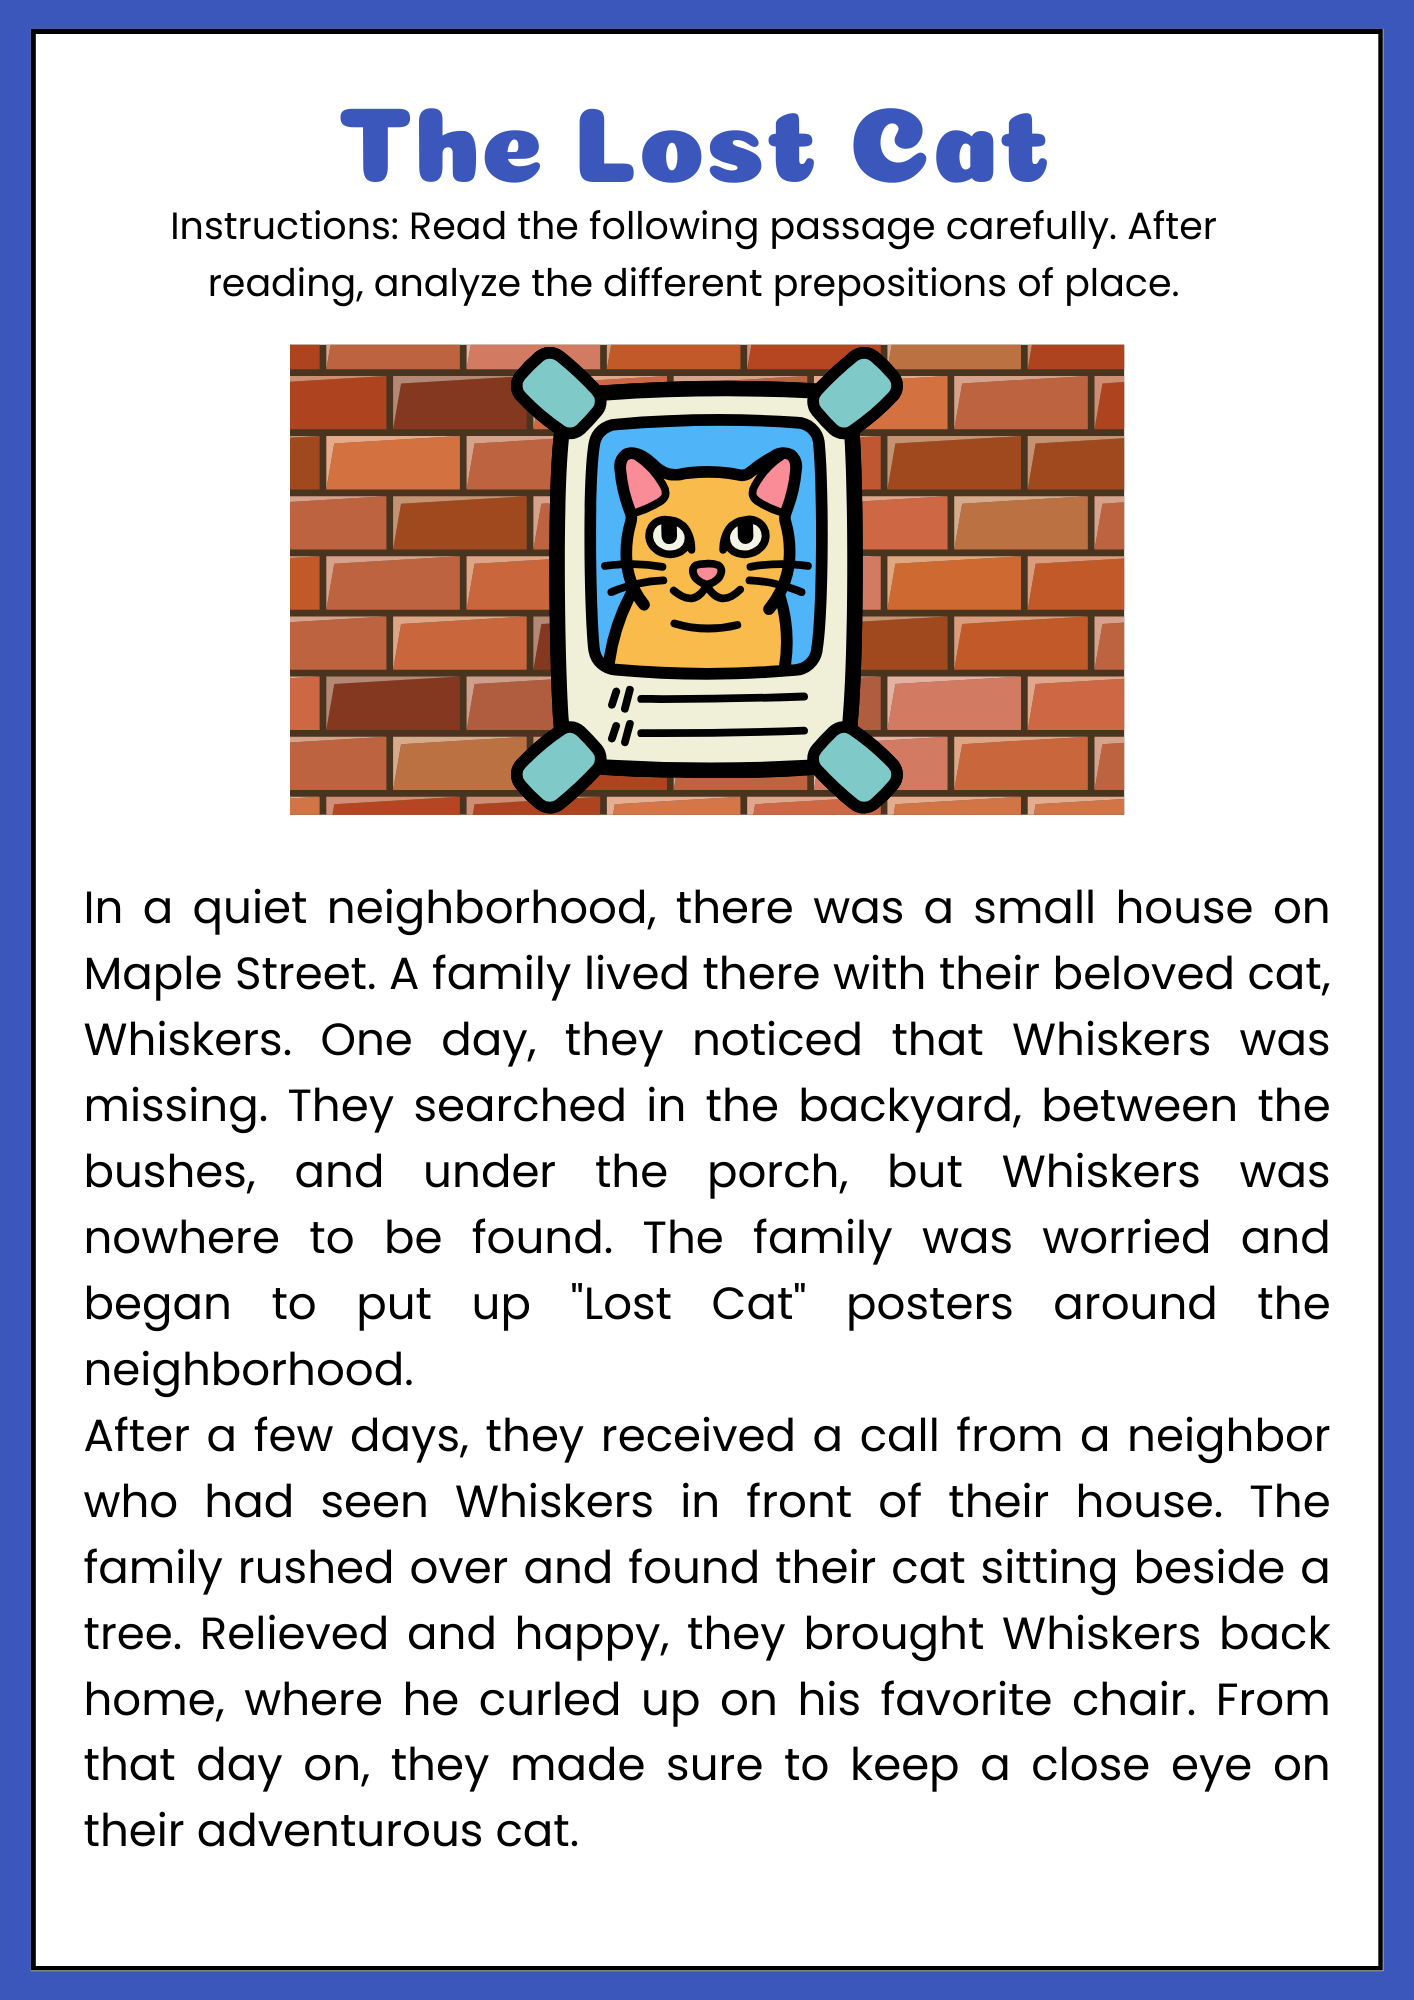 The Lost Cat
Instructions: Read the following passage carefully. After
reading, analyze the different prepositions of place.
In a quiet neighborhood, there was a small house on
Maple Street. A family lived there with their beloved cat,
Whiskers. One day, they noticed that Whiskers was
missing. They searched in the backyard, between the
bushes, and under the porch, but Whiskers was
nowhere to be found. The family was worried and
began to put up "Lost Cat" posters around the
neighborhood.
After a few days, they received a call from a neighbor
who had seen Whiskers in front of their house. The
family rushed over and found their cat sitting beside a
tree. Relieved and happy, they brought Whiskers back
home, where he curled up on his favorite chair. From
that day on, they made sure to keep a close eye on
their adventurous cat.